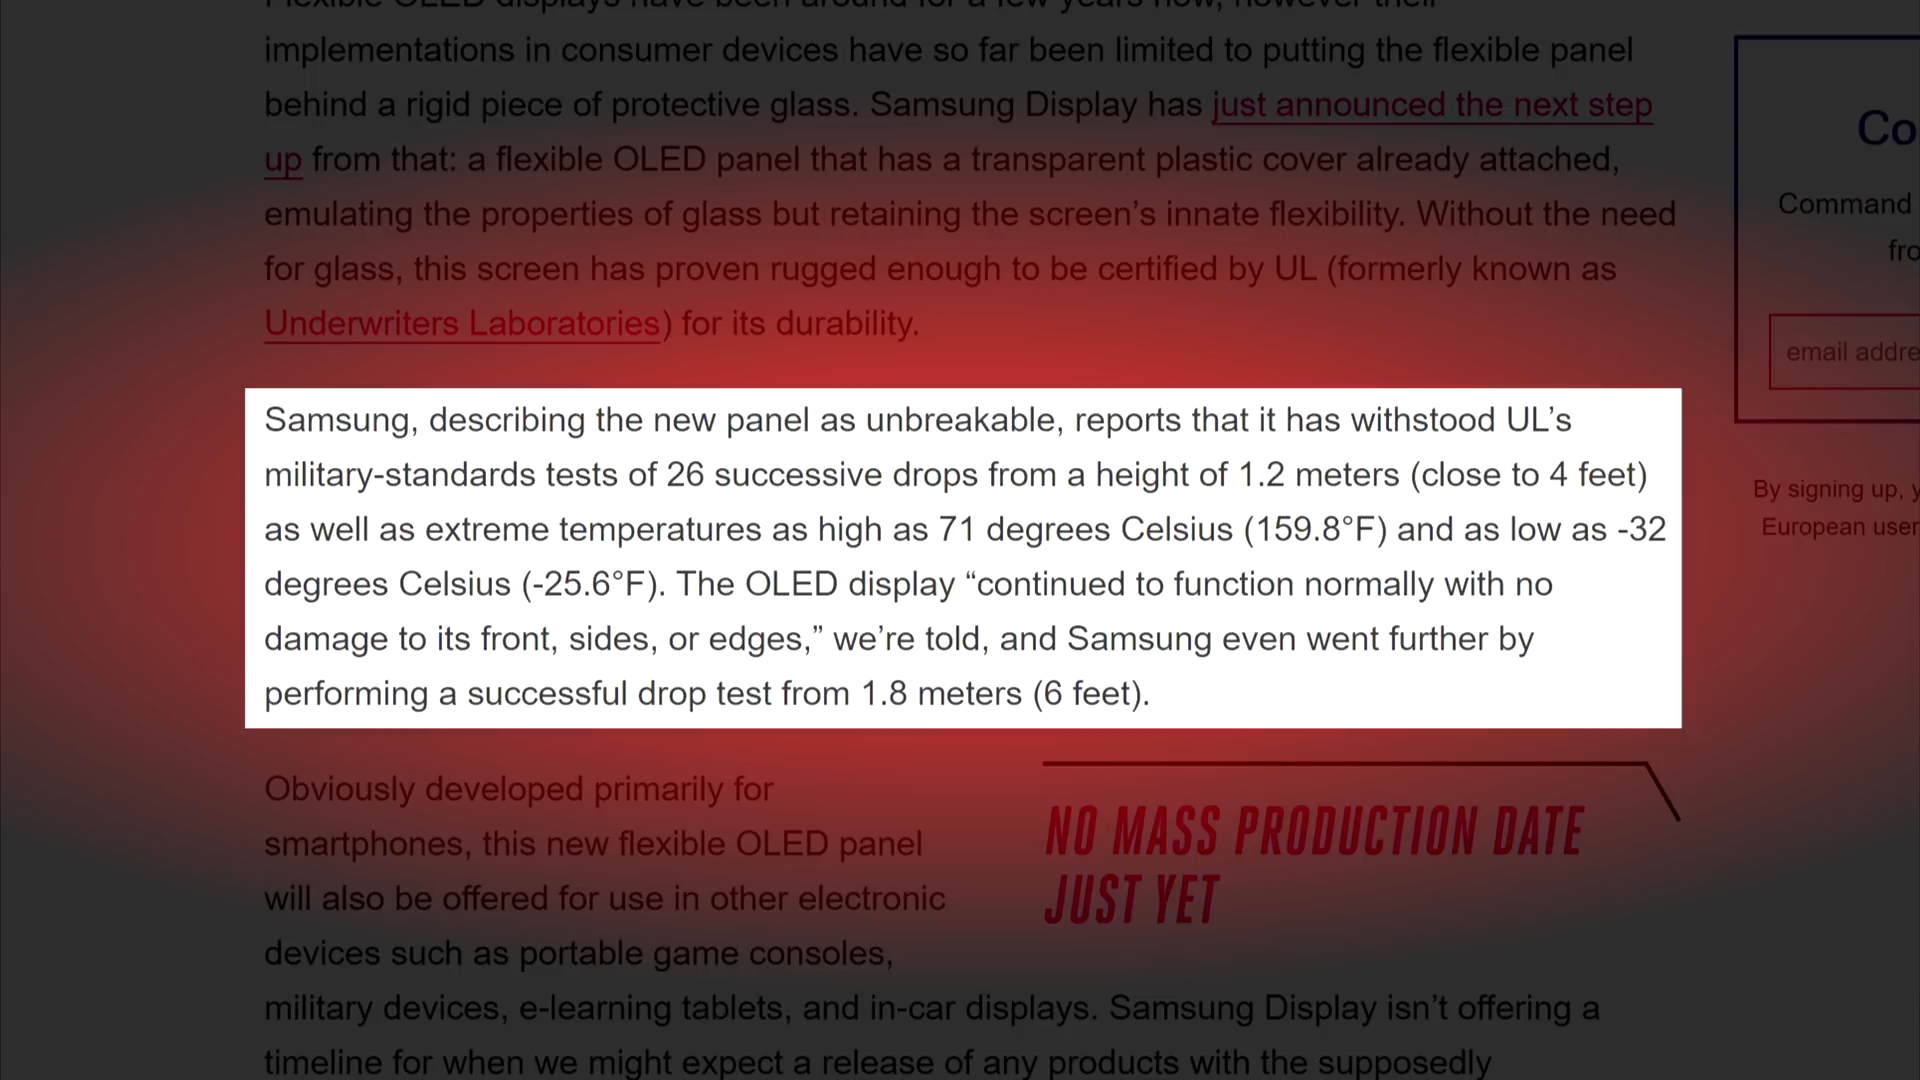 Flexible OLED displays have been around for a few years now, however their
implementations in consumer devices have so far been limited to putting the flexible panel
behind a rigid piece of protective glass. Samsung Display has just announced the next step
up from that: a flexible OLED panel that has a transparent plastic cover already attached,
emulating the properties of glass but retaining the screen’s innate flexibility. Without the need
for glass, this screen has proven rugged enough to be certified by UL (formerly known as
Underwriters Laboratories) for its durability.
Samsung, describing the new panel as unbreakable, reports that it has withstood UL’s
military-standards tests of 26 successive drops from a height of 1.2 meters (close to 4 feet)
as well as extreme temperatures as high as 71 degrees Celsius (159.8°F) and as low as -32
degrees Celsius (-25.6°F). The OLED display “continued to function normally with no
damage to its front, sides, or edges,” we’re told, and Samsung even went further by
performing a successful drop test from 1.8 meters (6 feet).
Obviously developed primarily for
smartphones, this new flexible OLED panel
will also be offered for use in other electronic
devices such as portable game consoles,
military devices, e-learning tablets, and in-car displays. Samsung Display isn’t offering a
timeline for when we might expect a release of any products with the supposedly
NO MASS PRODUCTION DATE
JUST YET
Co
Command
fro
email addre
By signing up, y
European user